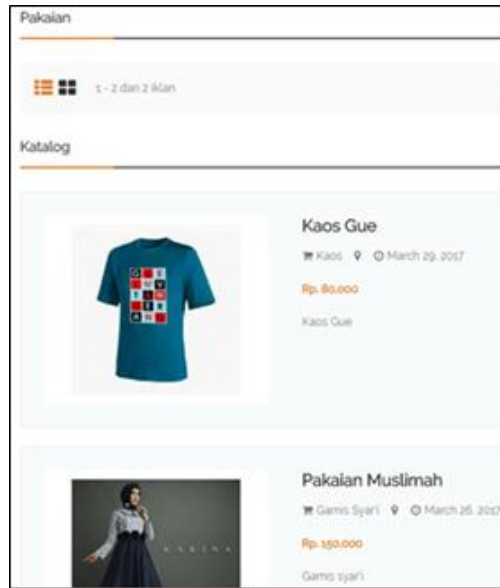 Pakaian
1 - 2 dari 2 iklan
Katalog
Kaos Gue
Kaos March 29, 2017
Rp. 80,000
Kaos Gue
Pakaian Muslimah
Gamis Syar'i March 26, 2017
Rp. 150,000
Gamis syar'i